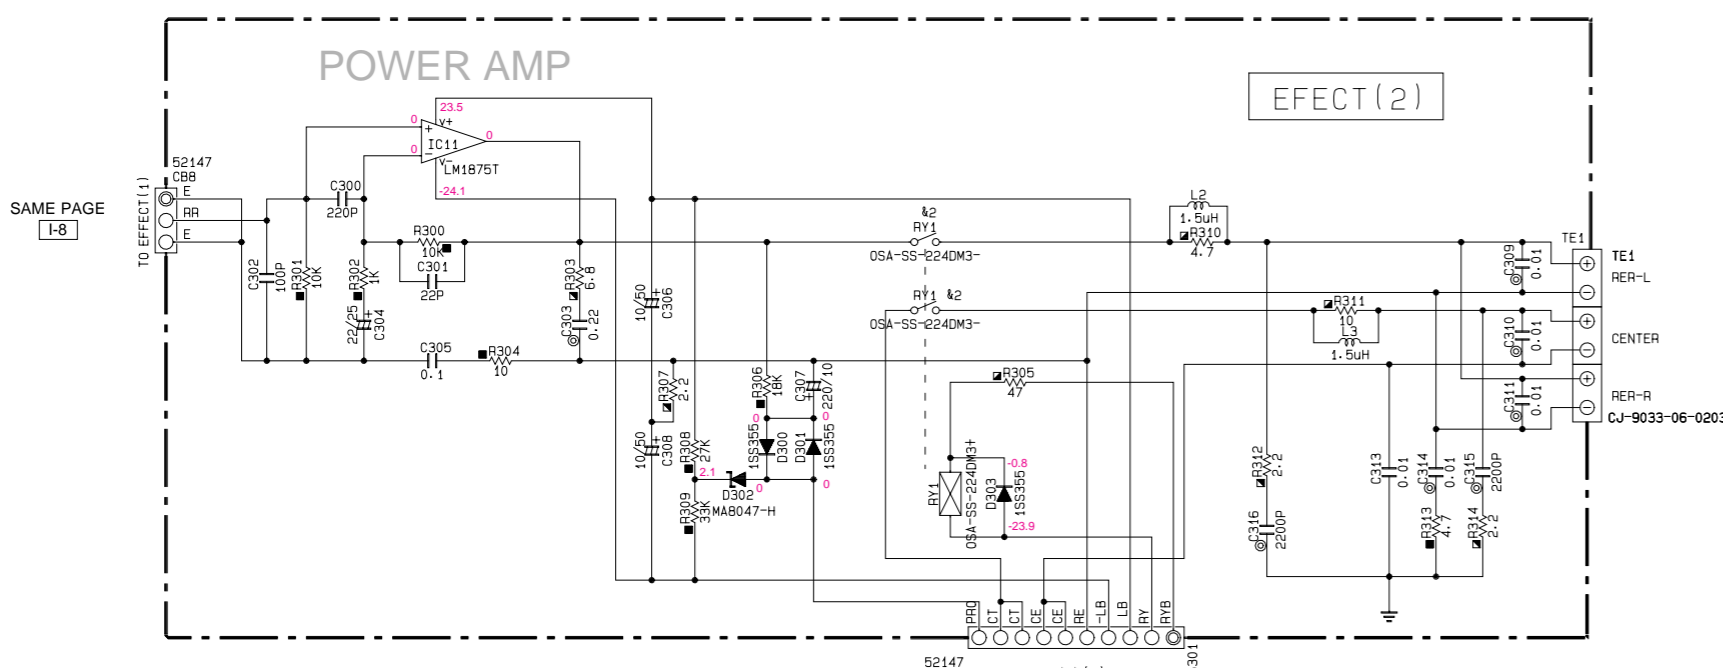 POWER AMP
EFECT(2)
SAME PAGE
I-8
TO EFFECT(1)
52147
CB8
E
RR
E
C300
220P
23.5
0
+
V+
0
IC11
0
−
V-
LM1875T
-24.1
C302
100P
R301
10K
R302
1K
22/25
+
C304
R300
10K
C301
22P
R303
6.8
C303
0.22
10/50
+
C306
C305
0.1
R304
10
R307
2.2
10/50
+
C308
R308
27K
2.1
R309
33K
D302
MA8047-H
R306
18K
C307
220/10
+
0
0
1SS355
D300
D301
1SS355
0
0
&2
RY1
OSA-SS-224DM3-
RY1
&2
OSA-SS-224DM3-
R305
47
RY1
OSA-SS-224DM3+
D303
1SS355
-0.8
-23.9
L2
1.5uH
R310
4.7
R311
10
L3
1.5uH
R312
2.2
C316
2200P
C313
0.01
C314
0.01
R313
4.7
C315
2200P
R314
2.2
C309
0.01
C310
0.01
C311
0.01
TE1
TE1
+
RER-L
−
+
CENTER
−
+
RER-R
−
CJ-9033-06-0203
PRO
CT
CT
CE
CE
RE
-LB
LB
RY
RYB
52147
301